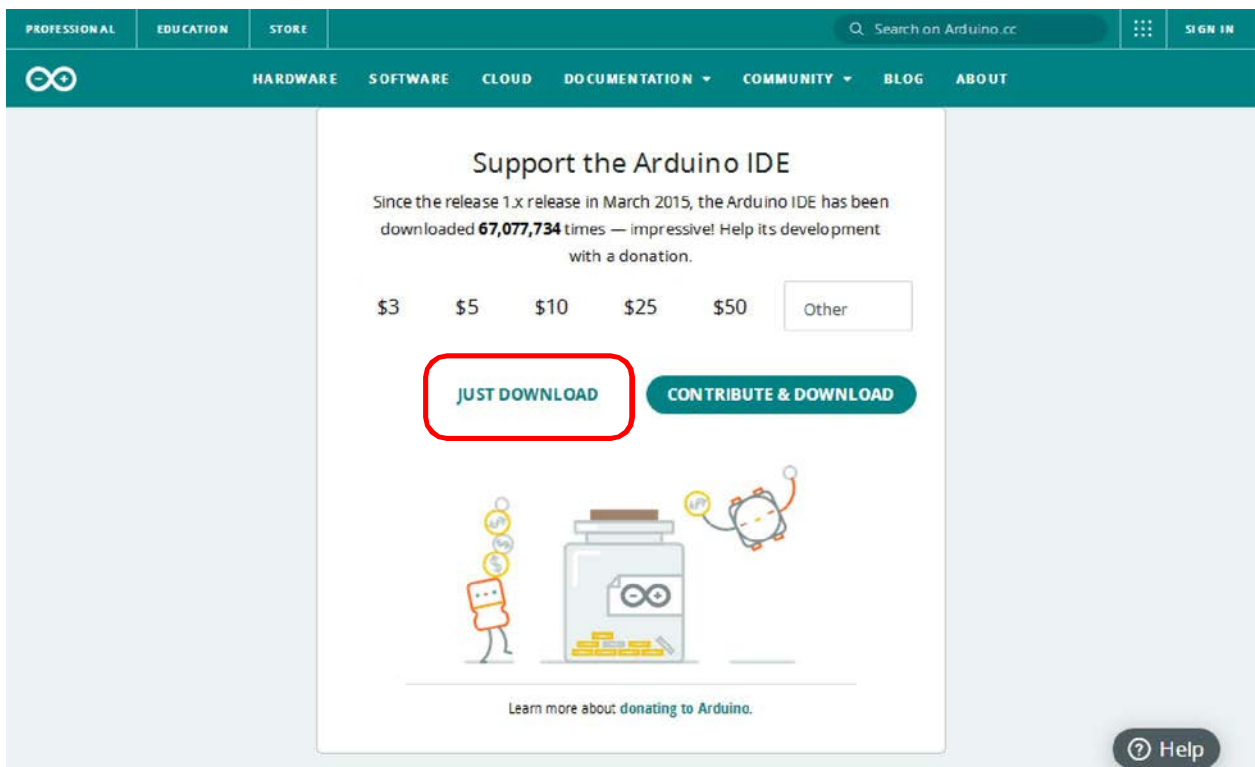 PROFESSIONAL EDUCATION STORE Search on Arduino.cc SIGN IN
HARDWARE SOFTWARE CLOUD DOCUMENTATION COMMUNITY BLOG ABOUT
Support the Arduino IDE
Since the release 1.x release in March 2015, the Arduino IDE has been
downloaded 67,077,734 times — impressive! Help its development
with a donation.
$3 $5 $10 $25 $50 Other
JUST DOWNLOAD CONTRIBUTE & DOWNLOAD
Learn more about donating to Arduino.
Help